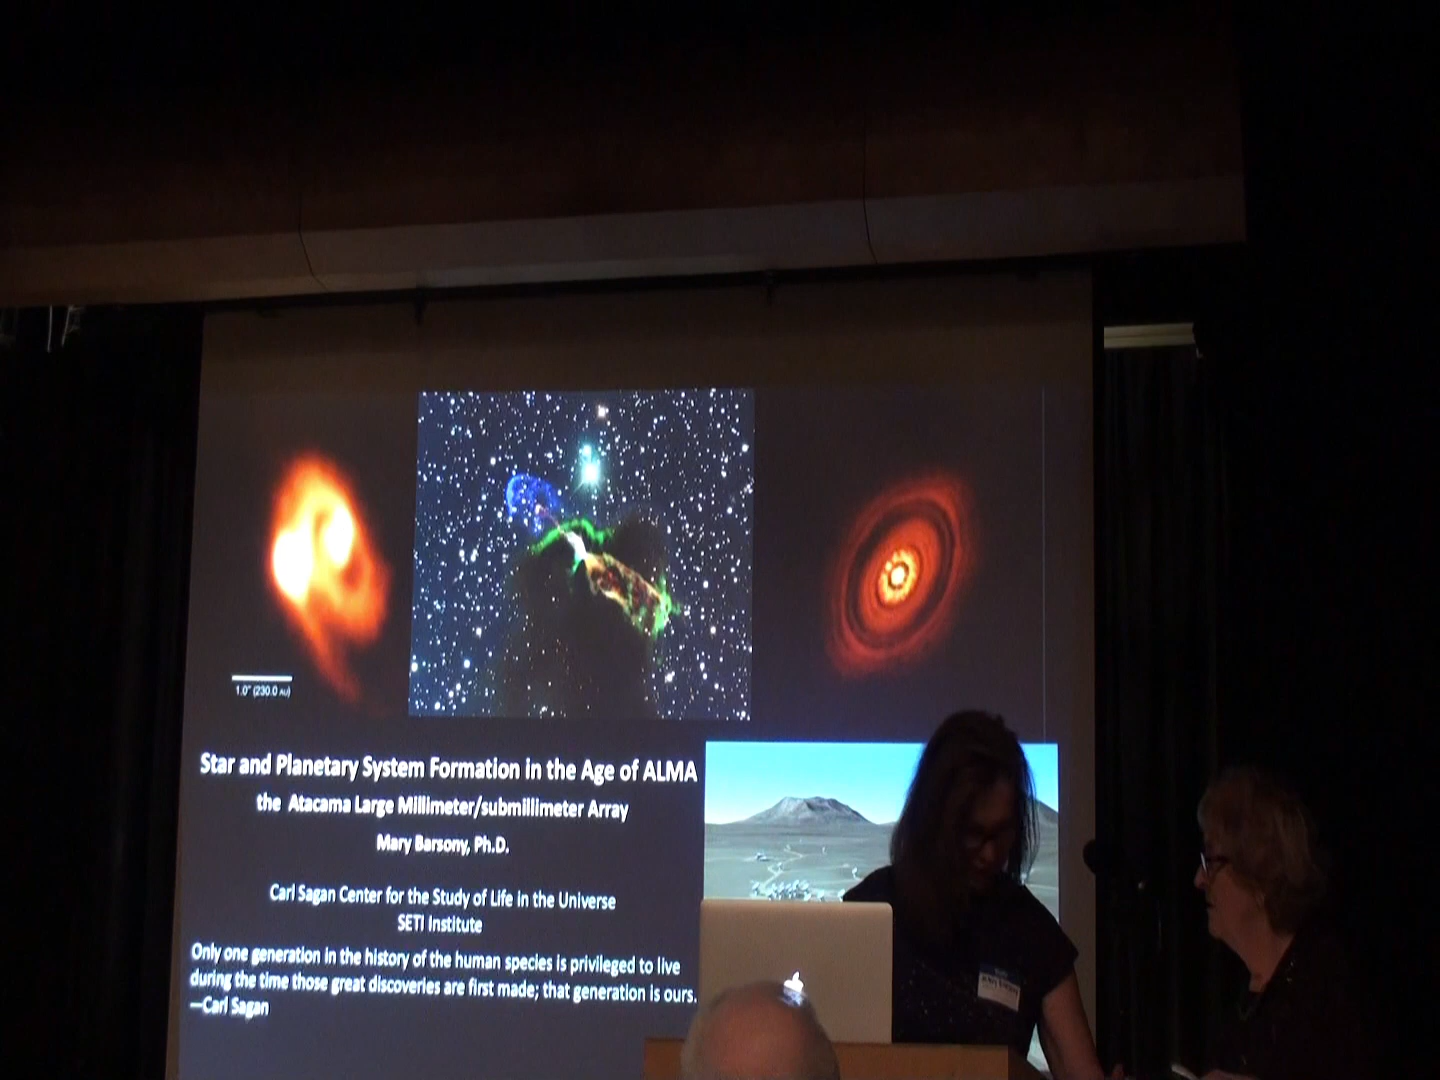 1.0" (230.0 AU)
Star and Planetary System Formation in the Age of ALMA
the Atacama Large Millimeter/submillimeter Array
Mary Barsony, Ph.D.
Carl Sagan Center for the Study of Life in the Universe
SETI Institute
Only one generation in the history of the human species is privileged to live
during the time those great discoveries are first made; that generation is ours.
—Carl Sagan